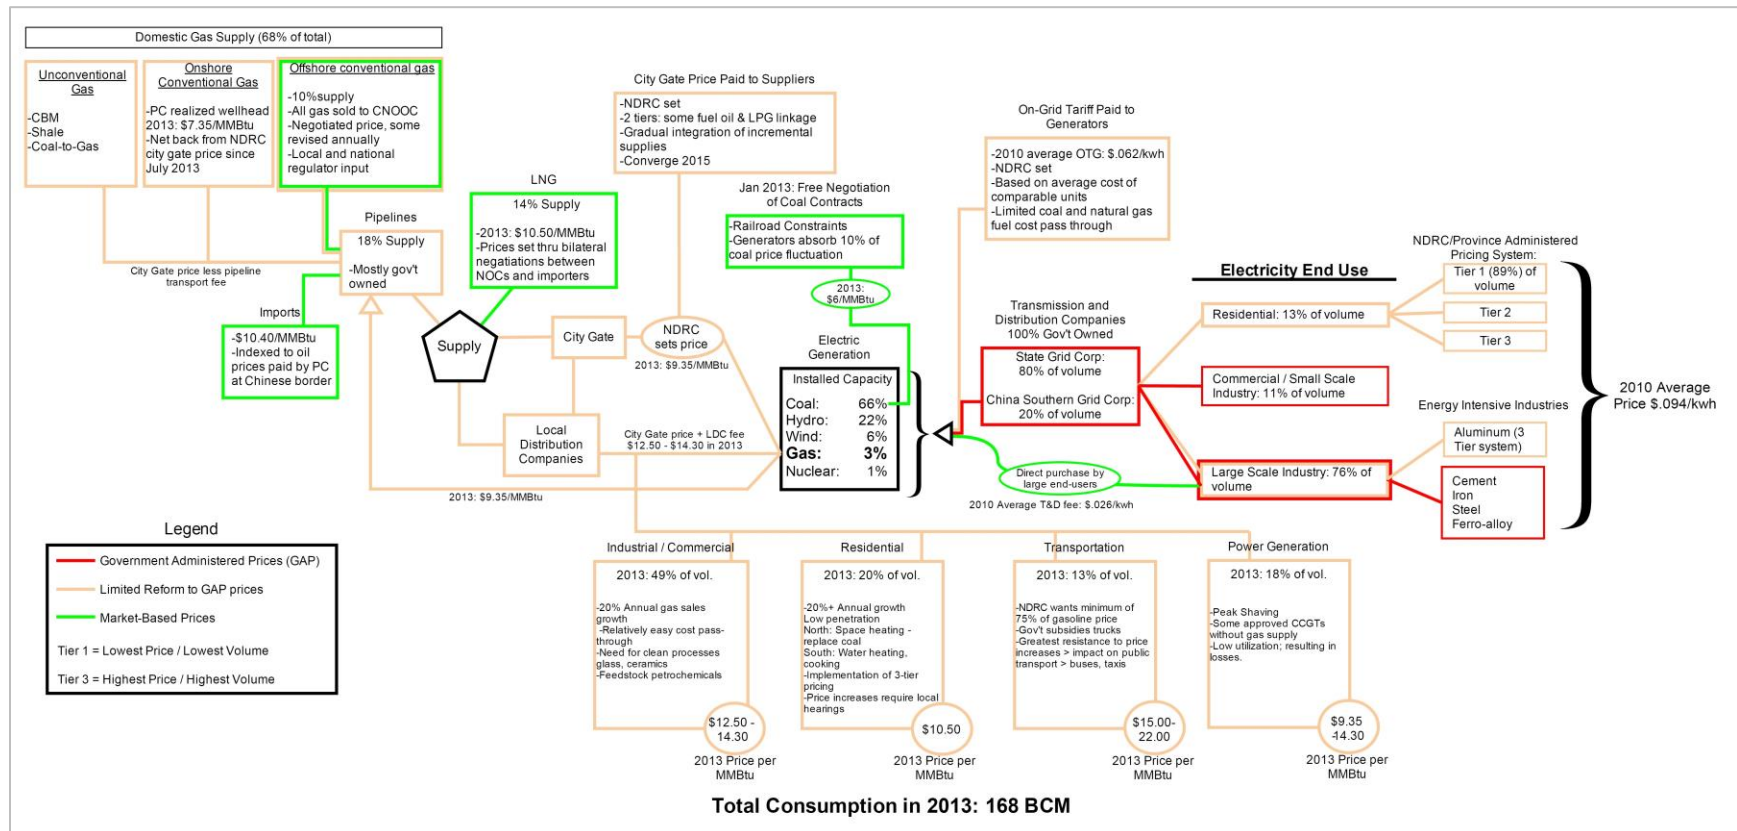 Domestic Gas Supply (68% of total)
Unconventional
Gas
-CBM
-Shale
-Coal-to-Gas
Onshore
Conventional Gas
-PC realized wellhead
2013: $7.35/MMBtu
-Net back from NDRC
city gate price since
July 2013
Offshore conventional gas
-10%supply
-All gas sold to CNOOC
-Negotiated price, some
revised annually
-Local and national
regulator input
City Gate price less pipeline
transport fee
Pipelines
18% Supply
-Mostly gov't
owned
Imports
-$10.40/MMBtu
-Indexed to oil
prices paid by PC
at Chinese border
LNG
14% Supply
-2013: $10.50/MMBtu
-Prices set thru bilateral
negatiations between
NOCs and importers
Supply
City Gate
NDRC
sets price
2013: $9.35/MMBtu
City Gate Price Paid to Suppliers
-NDRC set
-2 tiers: some fuel oil & LPG linkage
-Gradual integration of incremental
supplies
-Converge 2015
Local
Distribution
Companies
City Gate price + LDC fee
$12.50 - $14.30 in 2013
2013: $9.35/MMBtu
Jan 2013: Free Negotiation
of Coal Contracts
-Railroad Constraints
-Generators absorb 10% of
coal price fluctuation
2013:
$6/MMBtu
Electric
Generation
Installed Capacity
Coal: 66%
Hydro: 22%
Wind: 6%
Gas: 3%
Nuclear: 1%
On-Grid Tariff Paid to
Generators
-2010 average OTG: $.062/kwh
-NDRC set
-Based on average cost of
comparable units
-Limited coal and natural gas
fuel cost pass through
Transmission and
Distribution Companies
100% Gov't Owned
State Grid Corp:
80% of volume
China Southern Grid Corp:
20% of volume
Direct purchase by
large end-users
2010 Average T&D fee: $.026/kwh
Electricity End Use
Residential: 13% of volume
Commercial / Small Scale
Industry: 11% of volume
Large Scale Industry: 76% of
volume
NDRC/Province Administered
Pricing System:
Tier 1 (89%) of
volume
Tier 2
Tier 3
Energy Intensive Industries
Aluminum (3
Tier system)
Cement
Iron
Steel
Ferro-alloy
2010 Average
Price $.094/kwh
Legend
Government Administered Prices (GAP)
Limited Reform to GAP prices
Market-Based Prices
Tier 1 = Lowest Price / Lowest Volume
Tier 3 = Highest Price / Highest Volume
Industrial / Commercial
2013: 49% of vol.
-20% Annual gas sales
growth
-Relatively easy cost pass-
through
-Need for clean processes
glass, ceramics
-Feedstock petrochemicals
$12.50 -
14.30
2013 Price per
MMBtu
Residential
2013: 20% of vol.
-20%+ Annual growth
Low penetration
North: Space heating -
replace coal
South: Water heating,
cooking
-Implementation of 3-tier
pricing
-Price increases require local
hearings
$10.50
2013 Price per
MMBtu
Transportation
2013: 13% of vol.
-NDRC wants minimum of
75% of gasoline price
-Gov't subsidies trucks
-Greatest resistance to price
increases > impact on public
transport > buses, taxis
$15.00-
22.00
2013 Price per
MMBtu
Power Generation
2013: 18% of vol.
-Peak Shaving
-Some approved CCGTs
without gas supply
-Low utilization; resulting in
losses.
$9.35
-14.30
2013 Price per
MMBtu
Total Consumption in 2013: 168 BCM